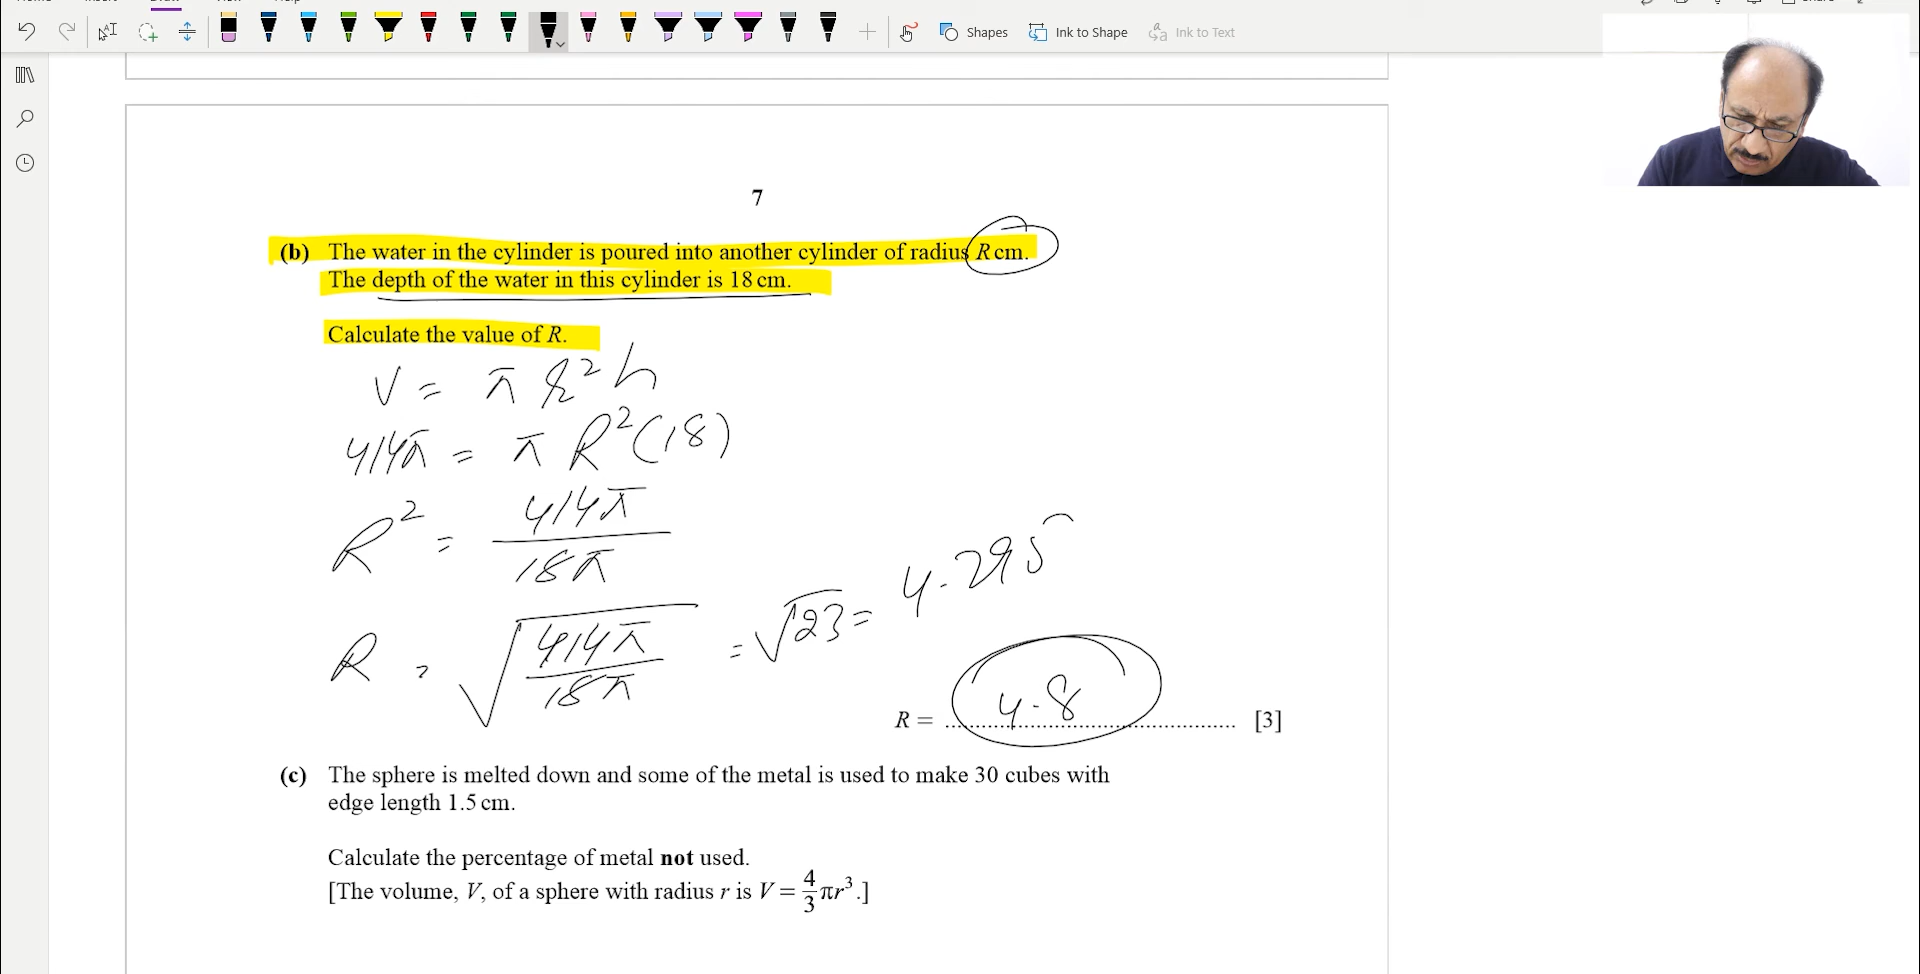 Shapes Ink to Shape Ink to Text
7
(b) The water in the cylinder is poured into another cylinder of radius R cm.
The depth of the water in this cylinder is 18 cm.
Calculate the value of R.
V = π r²h
414π = π R²(18)
R² = 414π / 18π
R = √(414π / 18π) = √23 = 4.295
R = 4.8 [3]
(c) The sphere is melted down and some of the metal is used to make 30 cubes with
edge length 1.5 cm.
Calculate the percentage of metal not used.
[The volume, V, of a sphere with radius r is V = 4/3 πr³.]